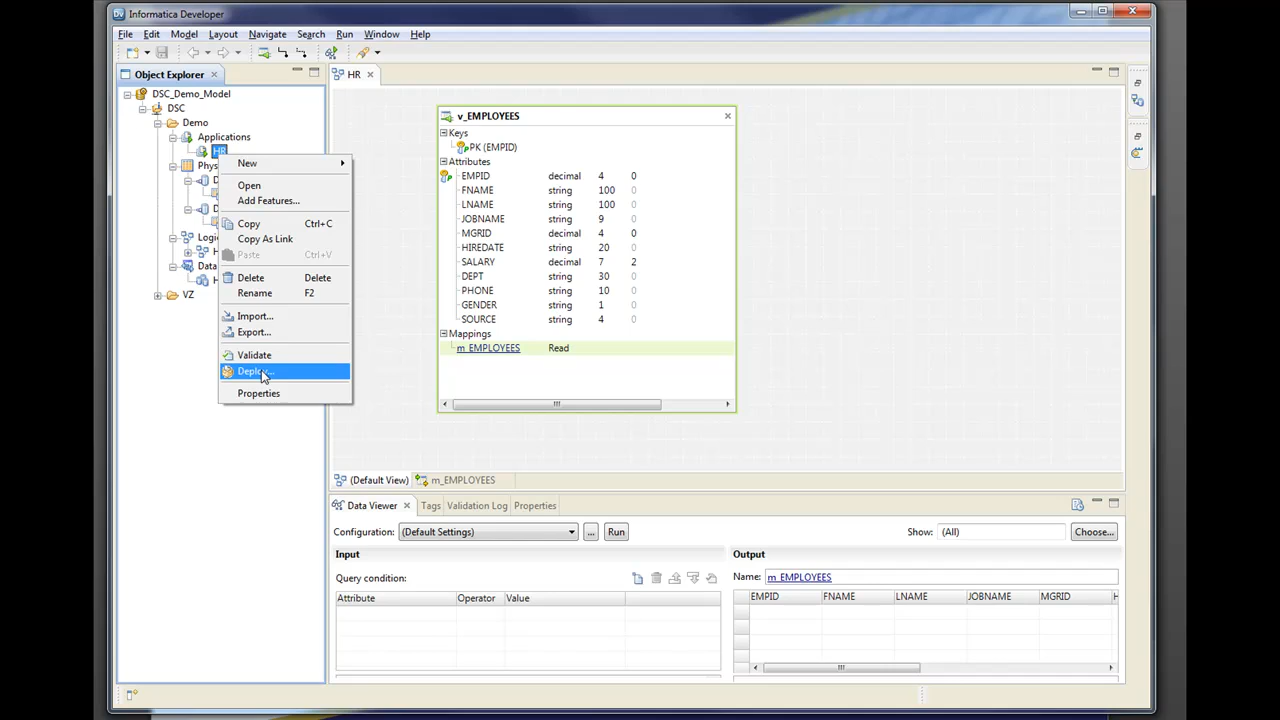 Informatica Developer
File Edit Model Layout Navigate Search Run Window Help
Object Explorer
HR
DSC_Demo_Model
DSC
Demo
Applications
HR
Phys
D
D
Logic
H
Data
H
VZ
New
Open
Add Features...
Copy Ctrl+C
Copy As Link
Paste Ctrl+V
Delete Delete
Rename F2
Import...
Export...
Validate
Deploy...
Properties
v_EMPLOYEES
Keys
PK (EMPID)
Attributes
EMPID decimal 4 0
FNAME string 100 0
LNAME string 100 0
JOBNAME string 9 0
MGRID decimal 4 0
HIREDATE string 20 0
SALARY decimal 7 2
DEPT string 30 0
PHONE string 10 0
GENDER string 1 0
SOURCE string 4 0
Mappings
m_EMPLOYEES Read
(Default View) m_EMPLOYEES
Data Viewer Tags Validation Log Properties
Configuration: (Default Settings) ... Run Show: (All) Choose...
Input
Query condition:
Attribute Operator Value
Output
Name: m_EMPLOYEES
EMPID FNAME LNAME JOBNAME MGRID H